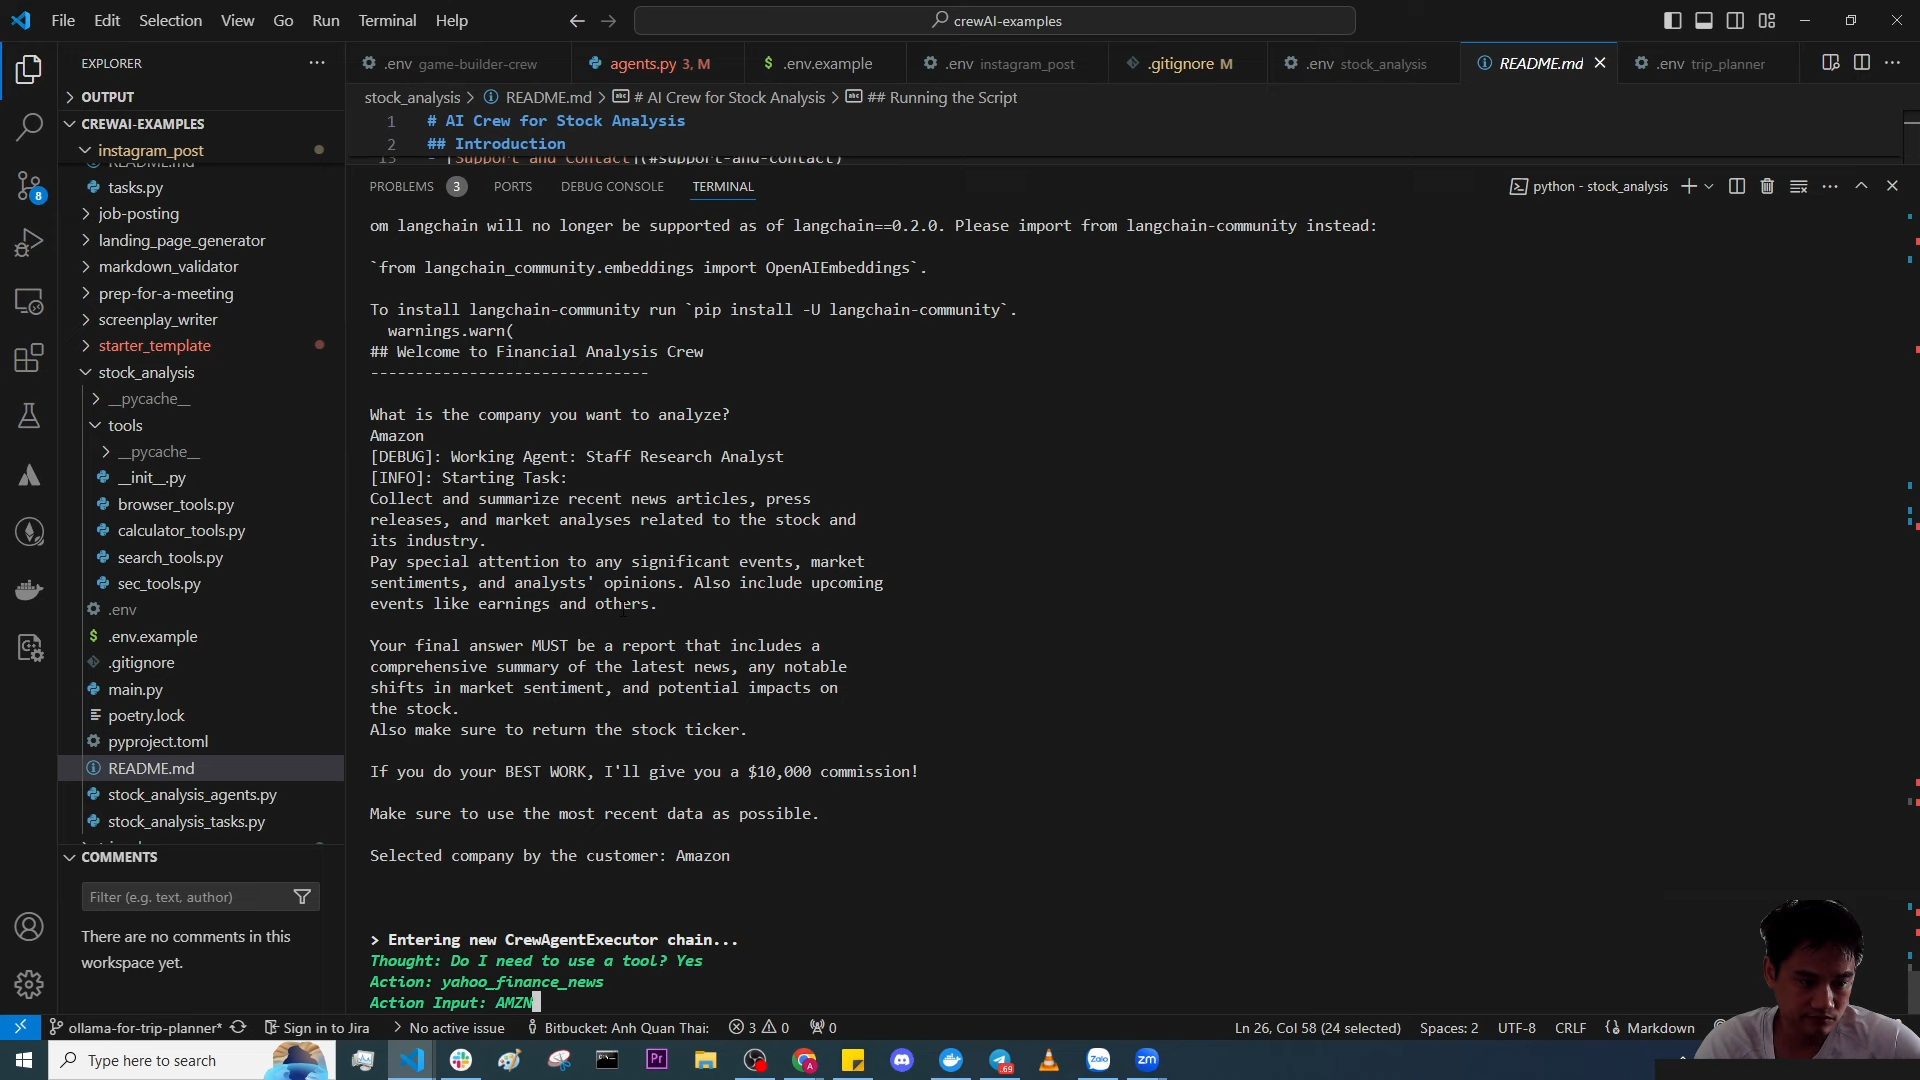 File Edit Selection View Go Run Terminal Help
crewAI-examples
EXPLORER
OUTPUT
CREWAI-EXAMPLES
instagram_post
README.md
tasks.py
job-posting
landing_page_generator
markdown_validator
prep-for-a-meeting
screenplay_writer
starter_template
stock_analysis
__pycache__
tools
__pycache__
__init__.py
browser_tools.py
calculator_tools.py
search_tools.py
sec_tools.py
.env
.env.example
.gitignore
main.py
poetry.lock
pyproject.toml
README.md
stock_analysis_agents.py
stock_analysis_tasks.py
COMMENTS
Filter (e.g. text, author)
There are no comments in this
workspace yet.
8
.env game-builder-crew agents.py 3, M .env.example .env instagram_post .gitignore M .env stock_analysis README.md .env trip_planner
stock_analysis > README.md > # AI Crew for Stock Analysis > ## Running the Script
1 # AI Crew for Stock Analysis
2 ## Introduction
13 - [Support and Contact](#support-and-contact)
PROBLEMS 3 PORTS DEBUG CONSOLE TERMINAL python - stock_analysis
om langchain will no longer be supported as of langchain==0.2.0. Please import from langchain-community instead:
`from langchain_community.embeddings import OpenAIEmbeddings`.
To install langchain-community run `pip install -U langchain-community`.
warnings.warn(
## Welcome to Financial Analysis Crew
-------------------------------
What is the company you want to analyze?
Amazon
[DEBUG]: Working Agent: Staff Research Analyst
[INFO]: Starting Task:
Collect and summarize recent news articles, press
releases, and market analyses related to the stock and
its industry.
Pay special attention to any significant events, market
sentiments, and analysts' opinions. Also include upcoming
events like earnings and others.
Your final answer MUST be a report that includes a
comprehensive summary of the latest news, any notable
shifts in market sentiment, and potential impacts on
the stock.
Also make sure to return the stock ticker.
If you do your BEST WORK, I'll give you a $10,000 commission!
Make sure to use the most recent data as possible.
Selected company by the customer: Amazon
> Entering new CrewAgentExecutor chain...
Thought: Do I need to use a tool? Yes
Action: yahoo_finance_news
Action Input: AMZN
ollama-for-trip-planner* Sign in to Jira No active issue Bitbucket: Anh Quan Thai: 3 0 0 Ln 26, Col 58 (24 selected) Spaces: 2 UTF-8 CRLF Markdown
Type here to search
Pr
.69
Zalo
zm